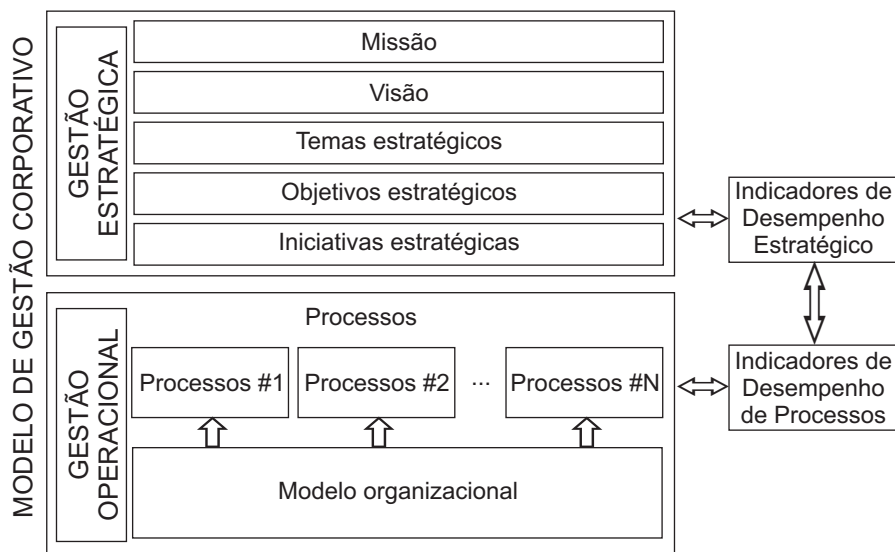 MODELO DE GESTÃO CORPORATIVO
GESTÃO
ESTRATÉGICA
Missão
Visão
Temas estratégicos
Objetivos estratégicos
Iniciativas estratégicas
Indicadores de
Desempenho
Estratégico
GESTÃO
OPERACIONAL
Processos
Processos #1
Processos #2
...
Processos #N
Modelo organizacional
Indicadores de
Desempenho
de Processos